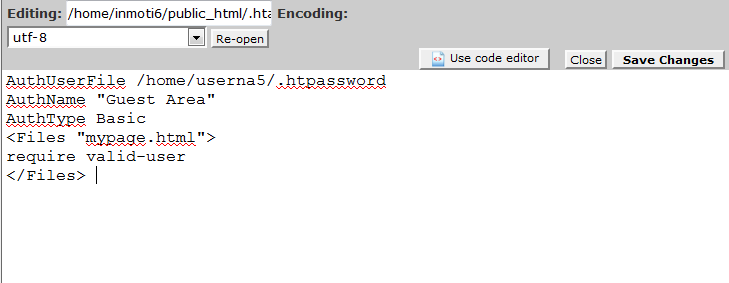 Editing: /home/inmoti6/public_html/.hta Encoding:
utf-8 Re-open
Use code editor Close Save Changes
AuthUserFile /home/userna5/.htpassword
AuthName "Guest Area"
AuthType Basic
<Files "mypage.html">
require valid-user
</Files>